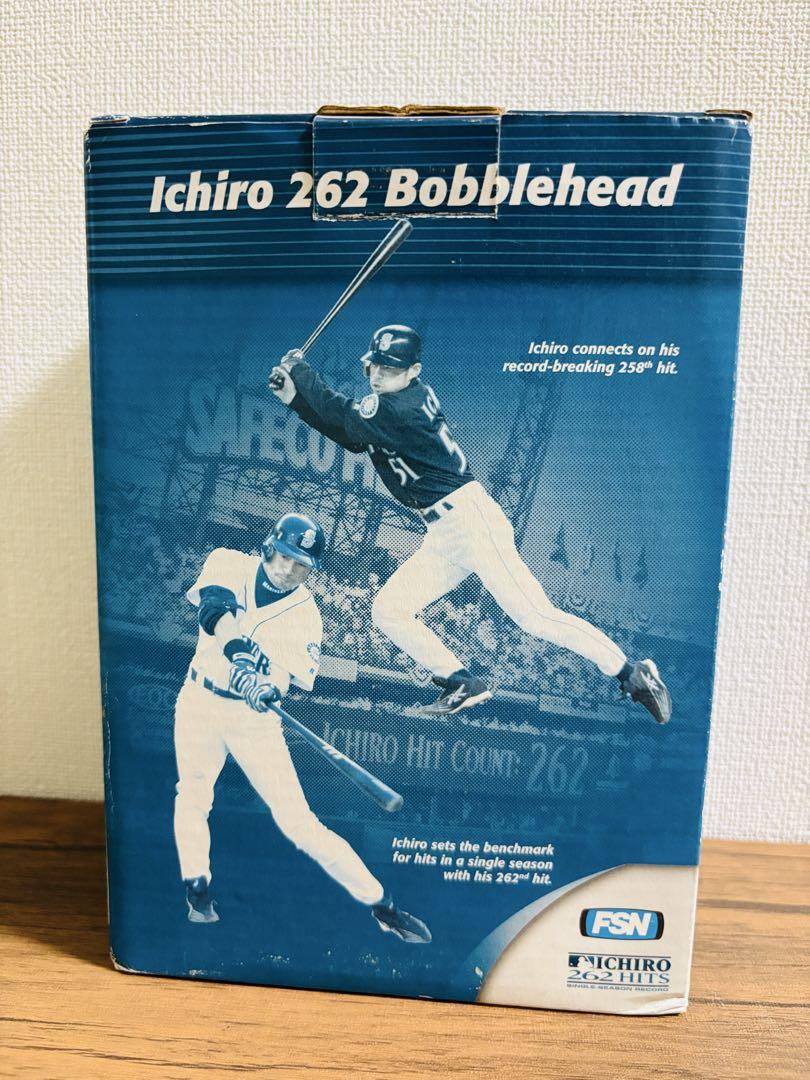 Ichiro 262 Bobblehead
Ichiro connects on his
record-breaking 258th hit.
SAFECO
51
ICHIRO HIT COUNT: 262
Ichiro sets the benchmark
for hits in a single season
with his 262nd hit.
FSN
ICHIRO
262 HITS
SINGLE-SEASON RECORD